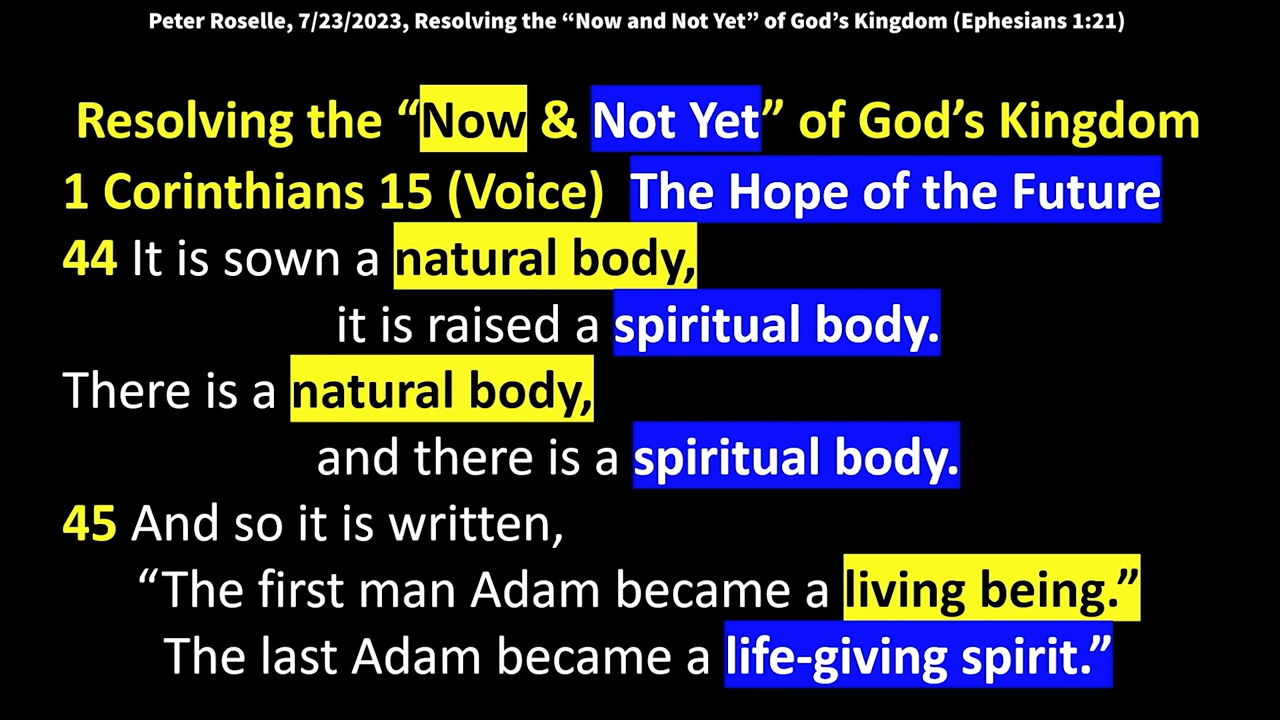 Peter Roselle, 7/23/2023, Resolving the “Now and Not Yet” of God’s Kingdom (Ephesians 1:21)
Resolving the “Now & Not Yet” of God’s Kingdom
1 Corinthians 15 (Voice) The Hope of the Future
44 It is sown a natural body,
it is raised a spiritual body.
There is a natural body,
and there is a spiritual body.
45 And so it is written,
“The first man Adam became a living being.”
The last Adam became a life-giving spirit.”